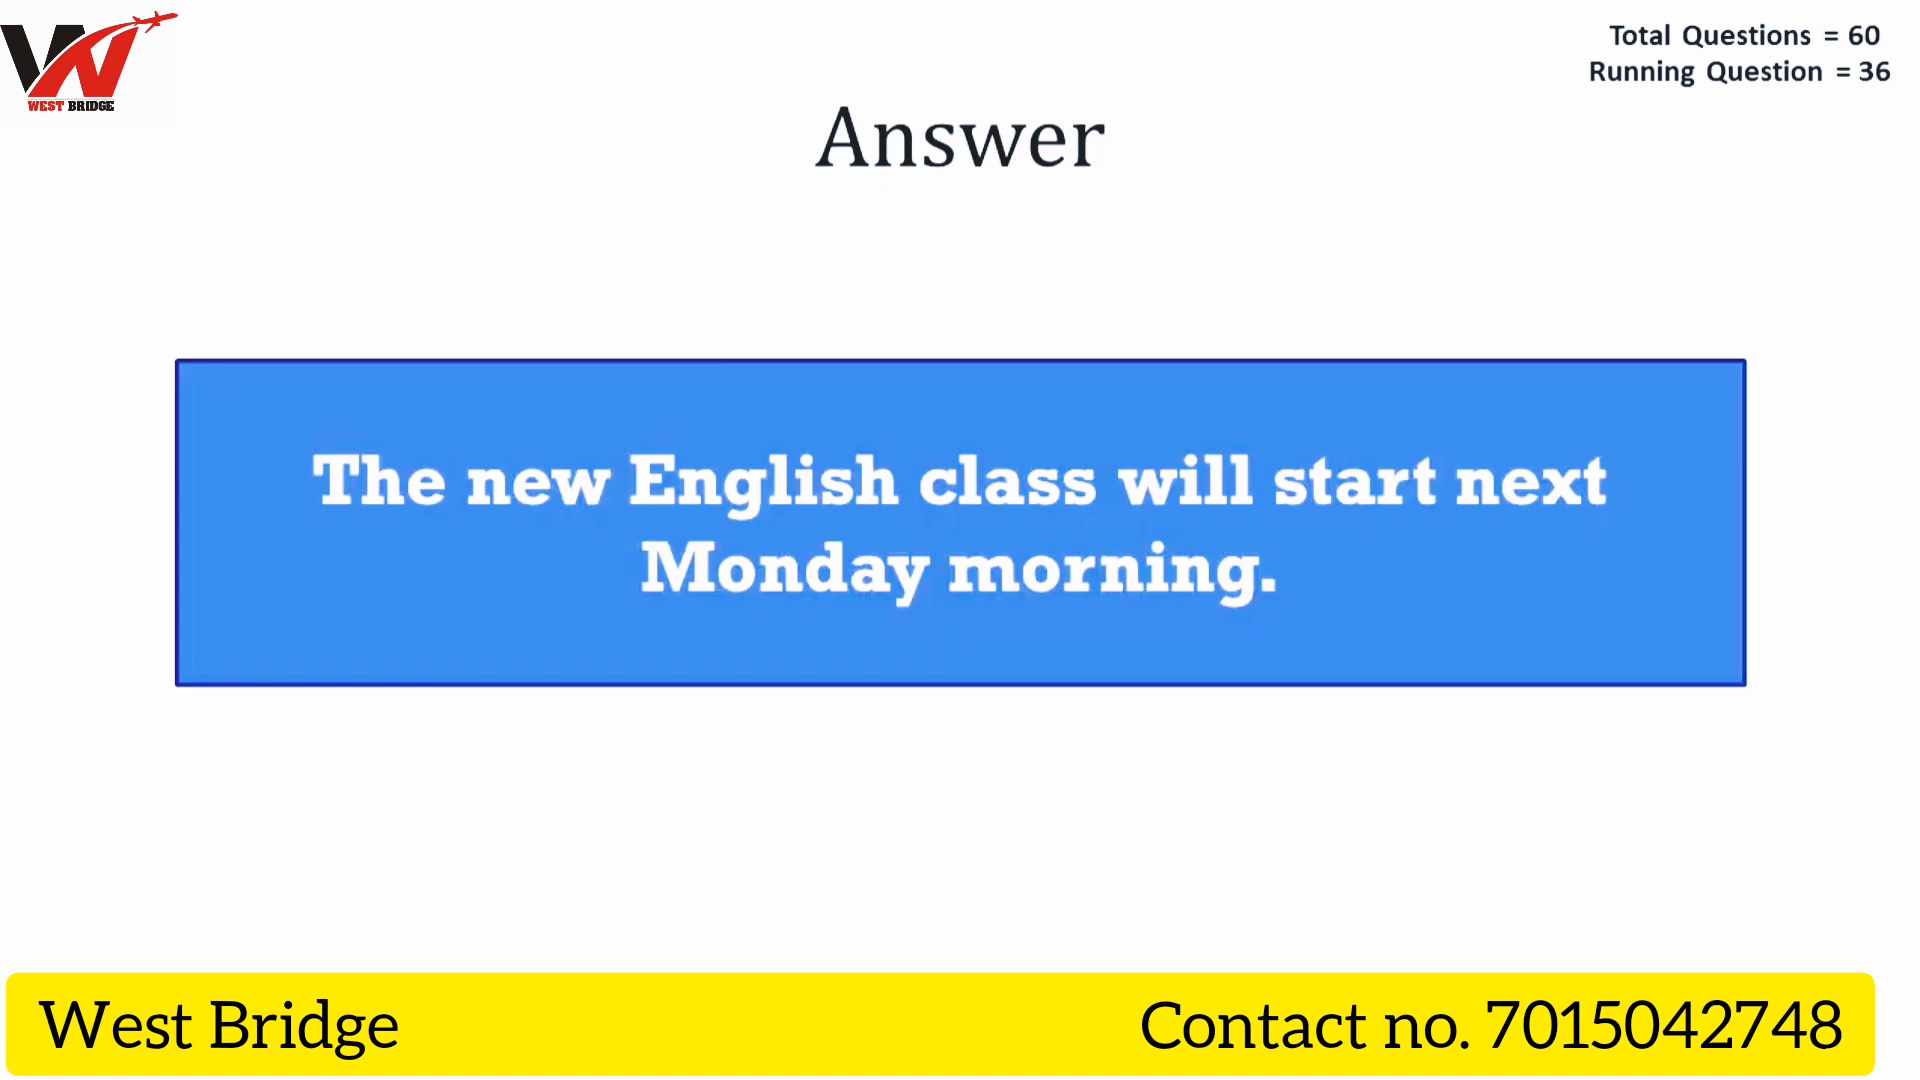 WEST BRIDGE
Total Questions = 60
Running Question = 36
Answer
The new English class will start next
Monday morning.
West Bridge
Contact no. 7015042748